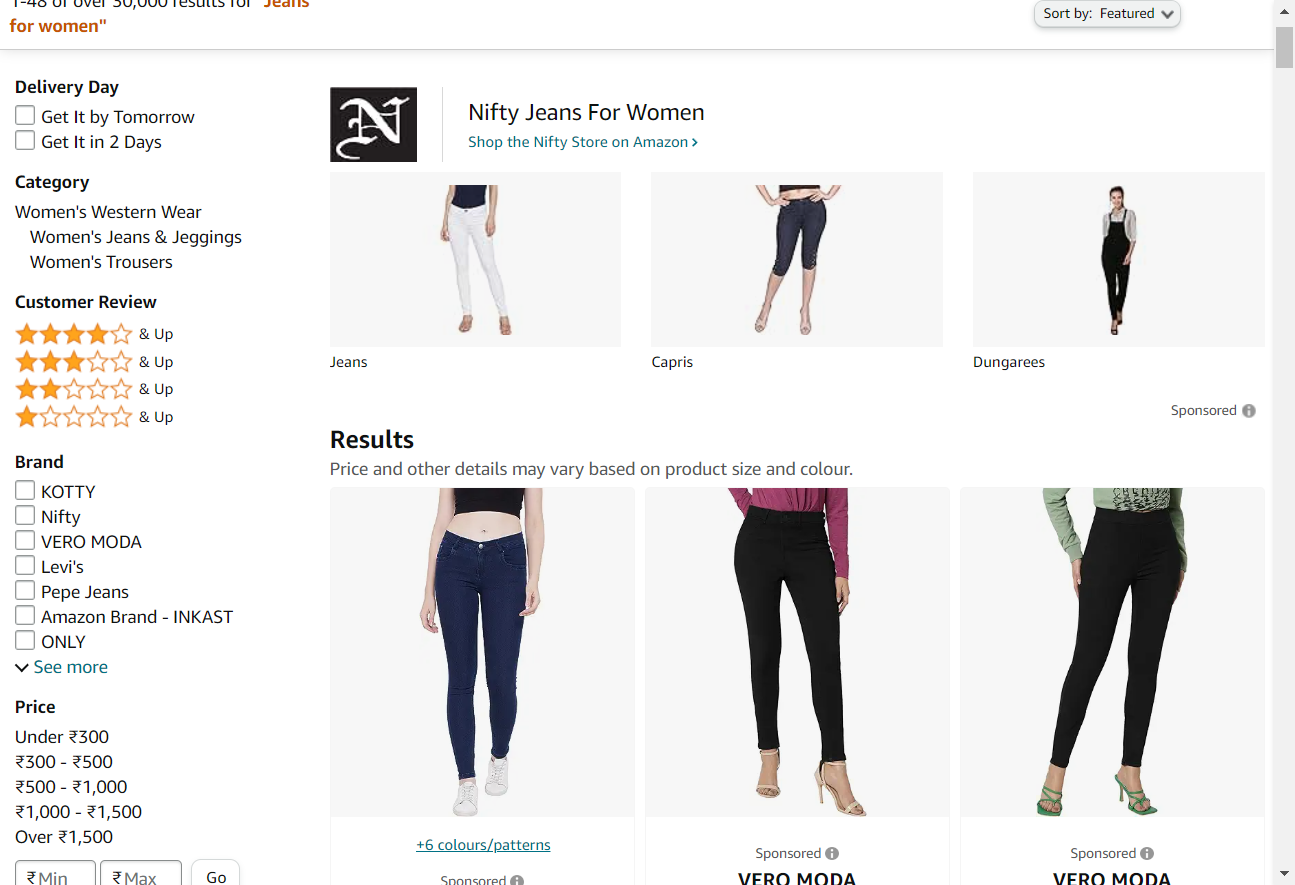 1-48 of over 30,000 results for "Jeans
for women"
Sort by: Featured
Delivery Day
Get It by Tomorrow
Get It in 2 Days
Category
Women's Western Wear
Women's Jeans & Jeggings
Women's Trousers
Customer Review
& Up
& Up
& Up
& Up
Brand
KOTTY
Nifty
VERO MODA
Levi's
Pepe Jeans
Amazon Brand - INKAST
ONLY
See more
Price
Under ₹300
₹300 - ₹500
₹500 - ₹1,000
₹1,000 - ₹1,500
Over ₹1,500
₹ Min
₹ Max
Go
N
Nifty Jeans For Women
Shop the Nifty Store on Amazon ›
Jeans
Capris
Dungarees
Sponsored
Results
Price and other details may vary based on product size and colour.
+6 colours/patterns
Sponsored
Sponsored
VERO MODA
Sponsored
VERO MODA